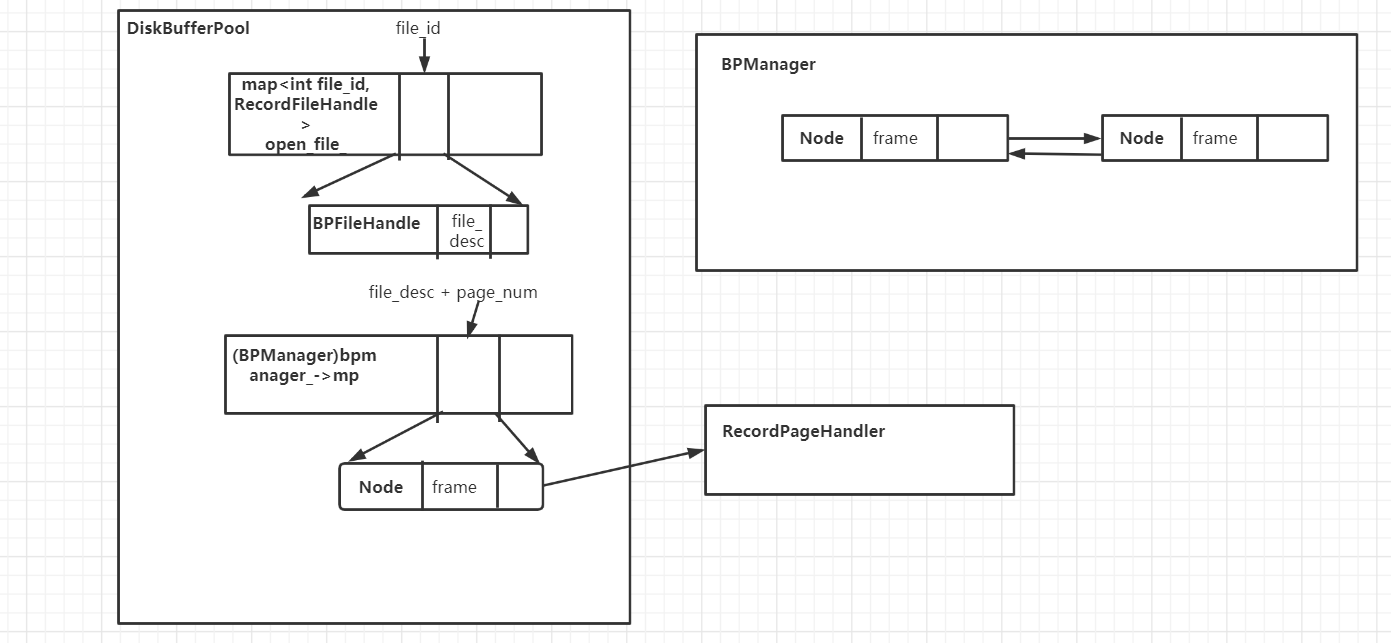 DiskBufferPool
file_id
map<int file_id,
RecordFileHandle
>
open_file_
BPFileHandle
file_
desc
file_desc + page_num
(BPManager)bpm
anager_->mp
Node
frame
BPManager
Node
frame
Node
frame
RecordPageHandler